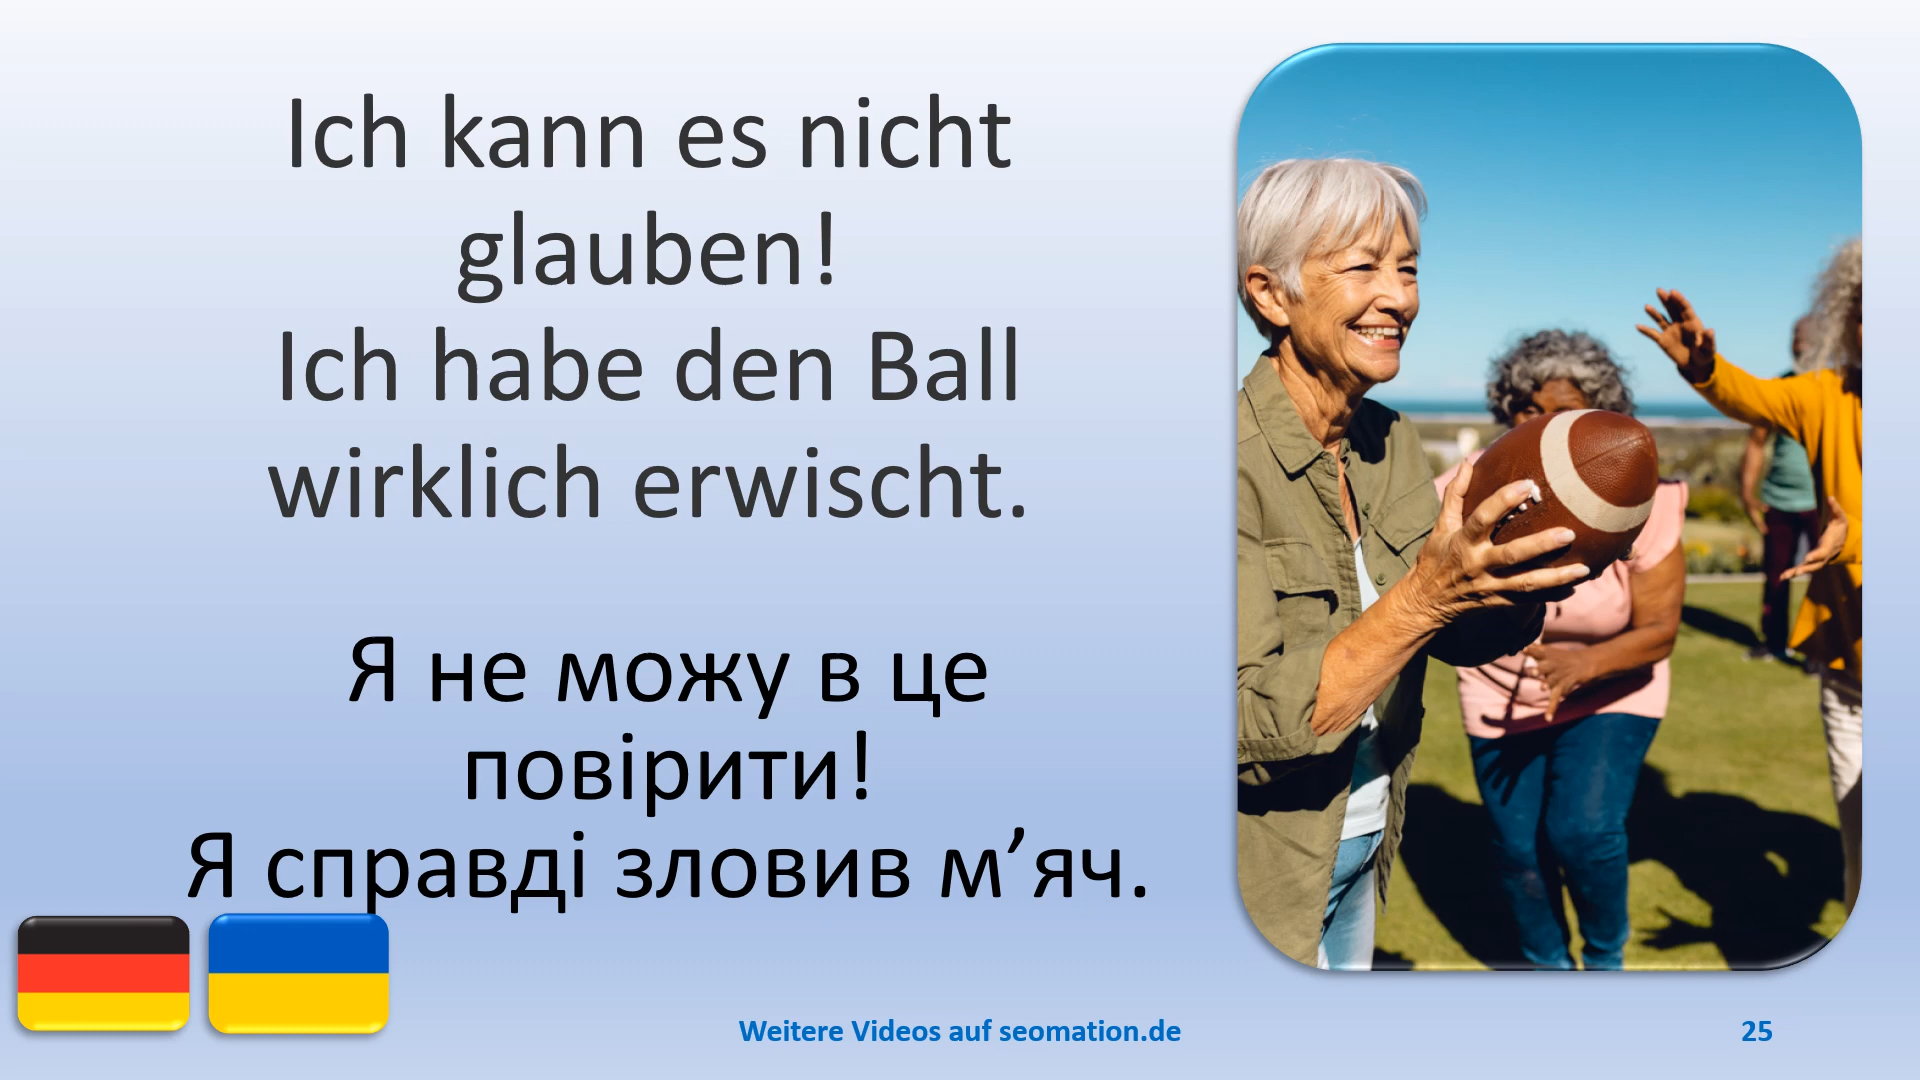 Ich kann es nicht
glauben!
Ich habe den Ball
wirklich erwischt.
Я не можу в це
повірити!
Я справді зловив м’яч.
Weitere Videos auf seomation.de
25